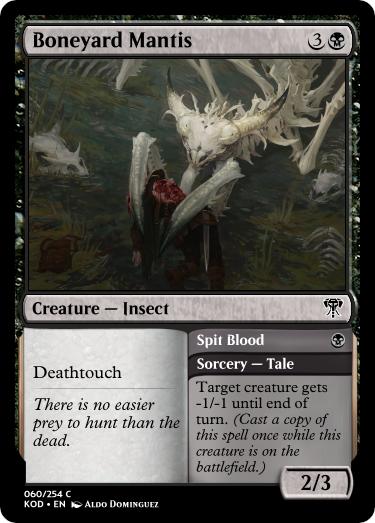 Boneyard Mantis 3
Creature — Insect
Deathtouch
There is no easier
prey to hunt than the
dead.
Spit Blood
Sorcery — Tale
Target creature gets
-1/-1 until end of
turn. (Cast a copy of
this spell once while this
creature is on the
battlefield.)
2/3
060/254 C
KOD • EN Aldo Dominguez